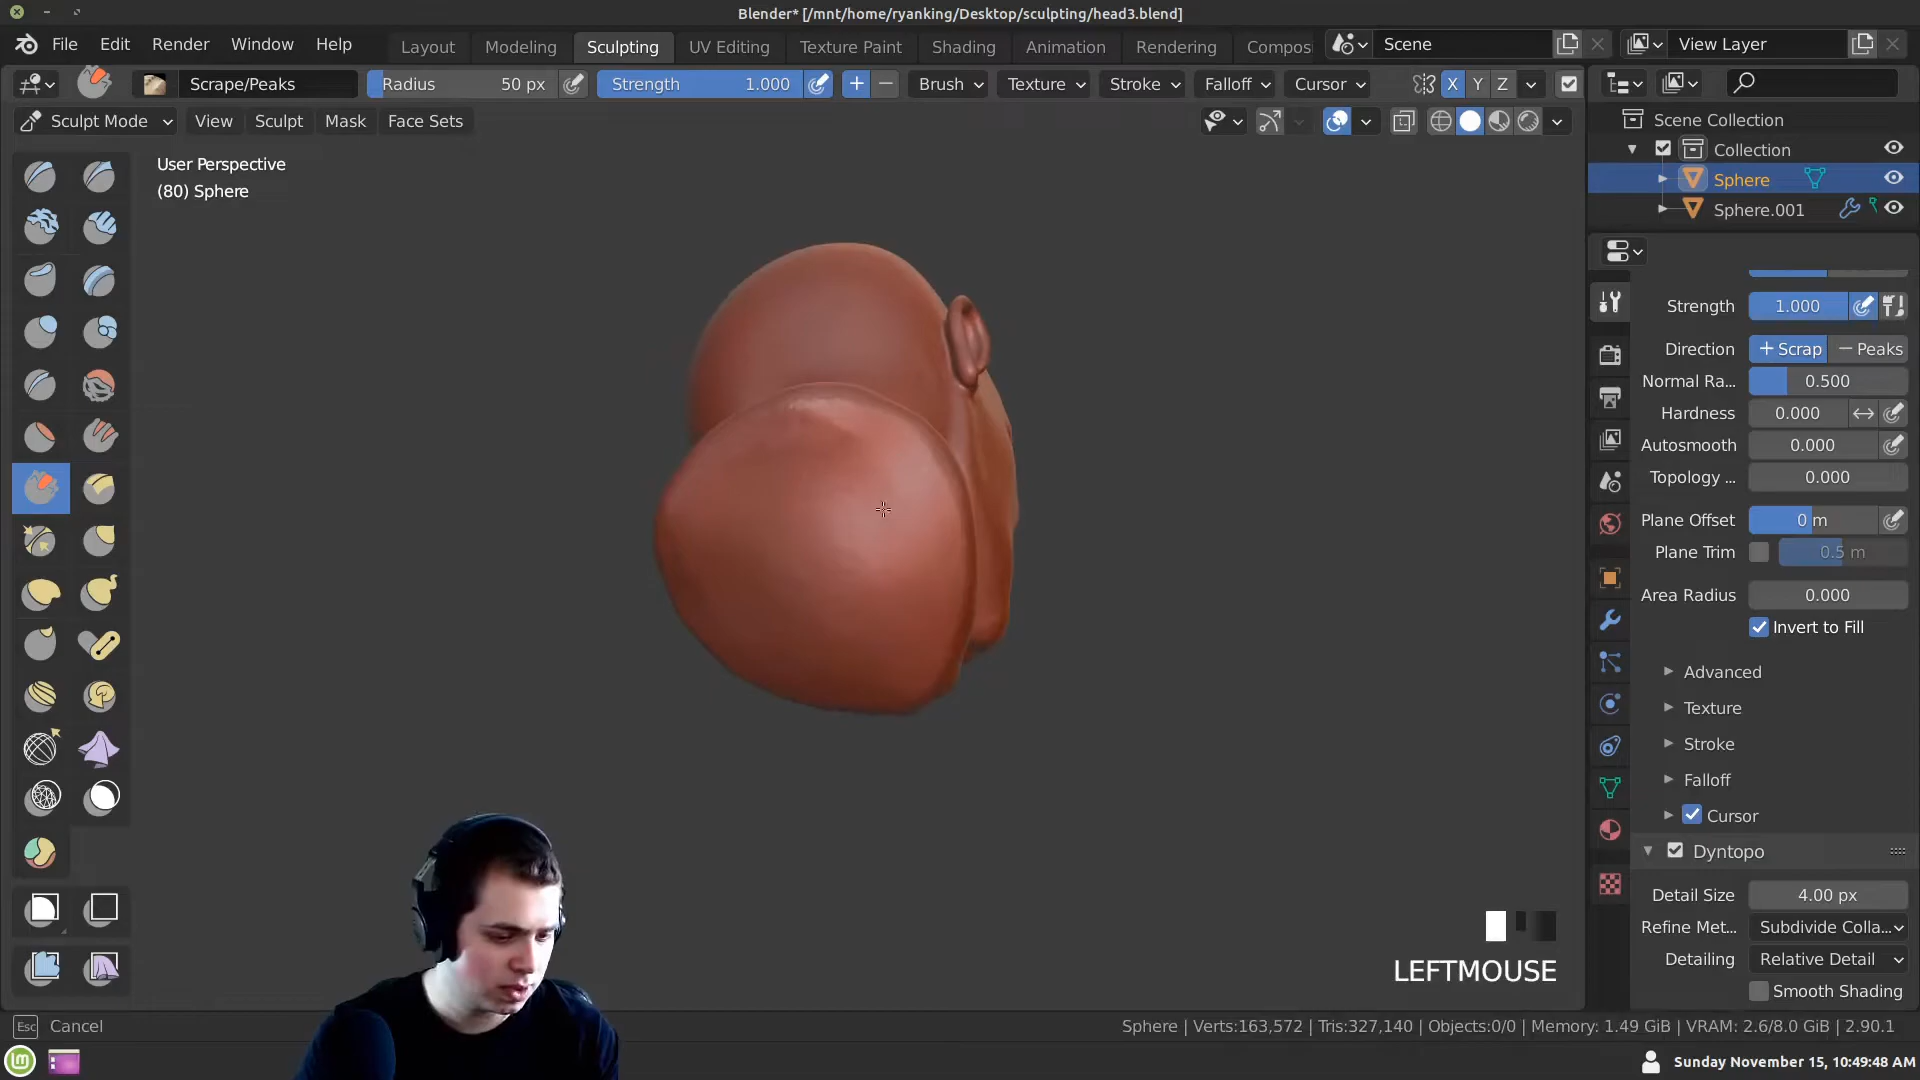 Blender* [/mnt/home/ryanking/Desktop/sculpting/head3.blend]
File Edit Render Window Help Layout Modeling Sculpting UV Editing Texture Paint Shading Animation Rendering Compos Scene View Layer
Scrape/Peaks Radius 50 px Strength 1.000 Brush Texture Stroke Falloff Cursor X Y Z
Sculpt Mode View Sculpt Mask Face Sets
Scene Collection
Collection
Sphere
Sphere.001
User Perspective
(80) Sphere
Strength 1.000
Direction + Scrap − Peaks
Normal Ra... 0.500
Hardness 0.000
Autosmooth 0.000
Topology ... 0.000
Plane Offset 0 m
Plane Trim 0.5 m
Area Radius 0.000
Invert to Fill
Advanced
Texture
Stroke
Falloff
Cursor
Dyntopo
Detail Size 4.00 px
Refine Met... Subdivide Colla...
Detailing Relative Detail
Smooth Shading
LEFTMOUSE
Esc Cancel
Sphere | Verts:163,572 | Tris:327,140 | Objects:0/0 | Memory: 1.49 GiB | VRAM: 2.6/8.0 GiB | 2.90.1
Sunday November 15, 10:49:48 AM